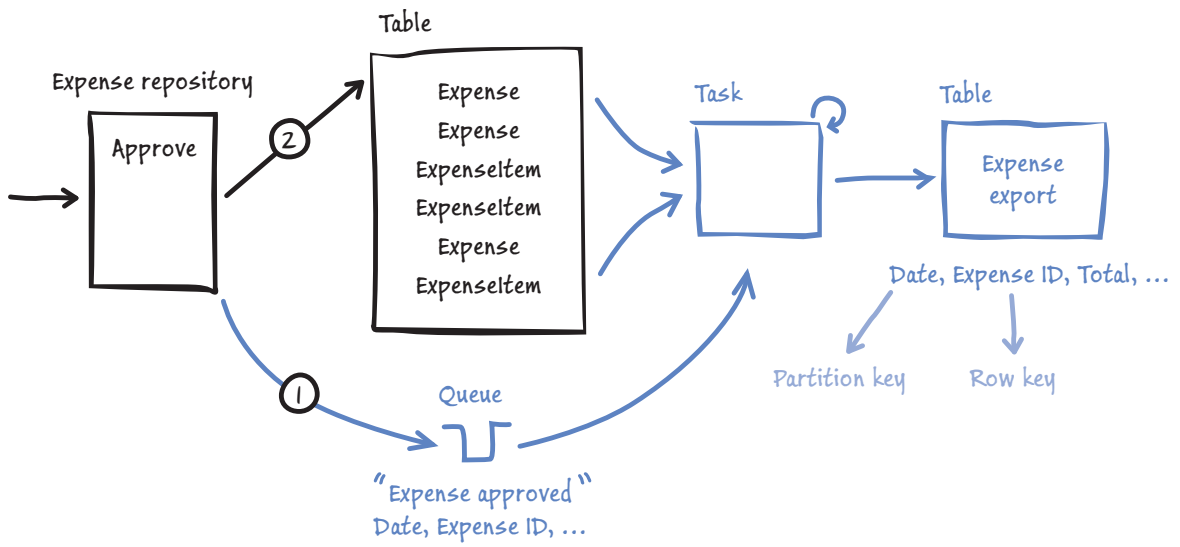 Table
Expense repository
Approve
2
Expense
Expense
ExpenseItem
ExpenseItem
Expense
ExpenseItem
Task
Table
Expense
export
Date, Expense ID, Total, ...
Partition key
Row key
1
Queue
"Expense approved"
Date, Expense ID, ...